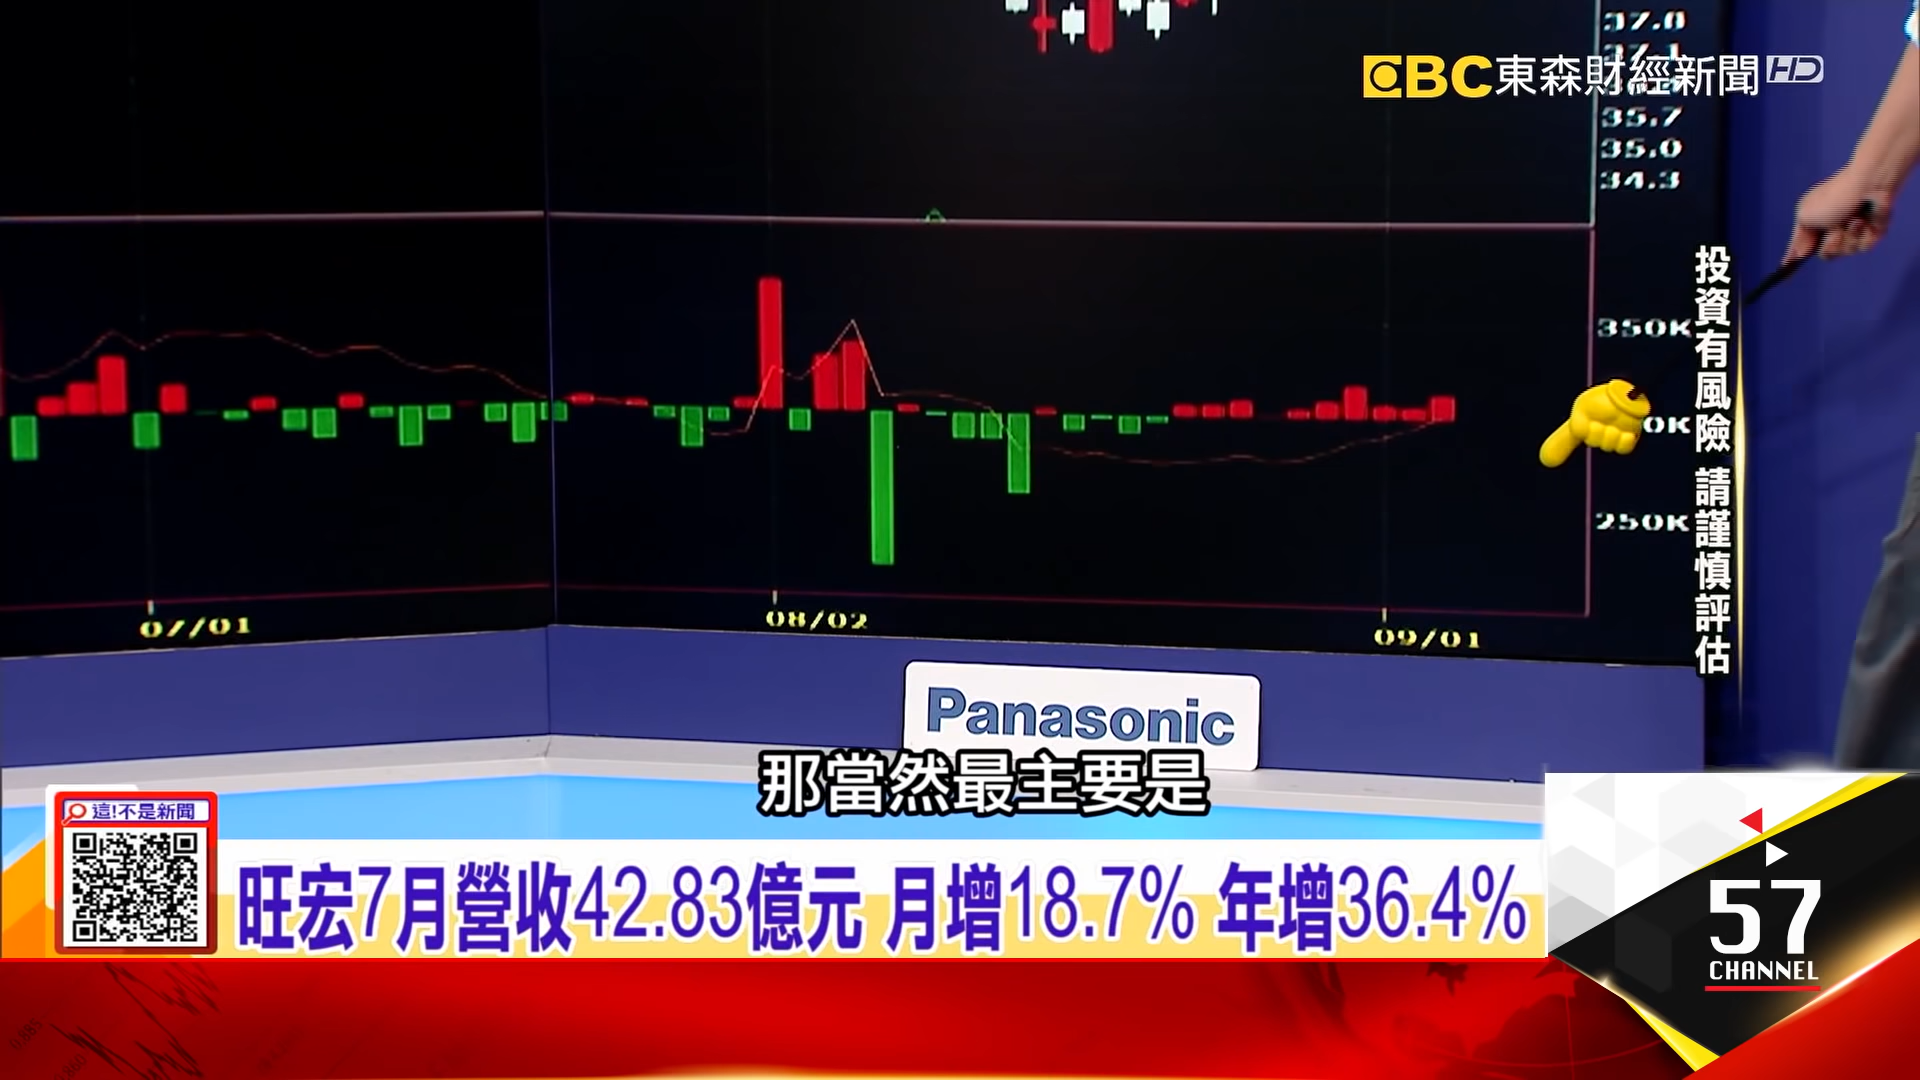 37.8
37.1
EBC東森財經新聞HD
35.7
35.0
34.3
投資有風險 請謹慎評估
350K
0K
250K
07/01
08/02
09/01
Panasonic
那當然最主要是
這!不是新聞
旺宏7月營收42.83億元 月增18.7% 年增36.4%
57
CHANNEL